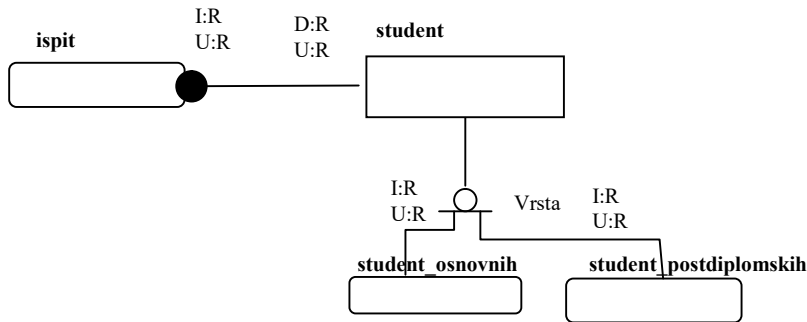 I:R
U:R
D:R
U:R
ispit
student
I:R
U:R
Vrsta
I:R
U:R
student_osnovnih
student_postdiplomskih